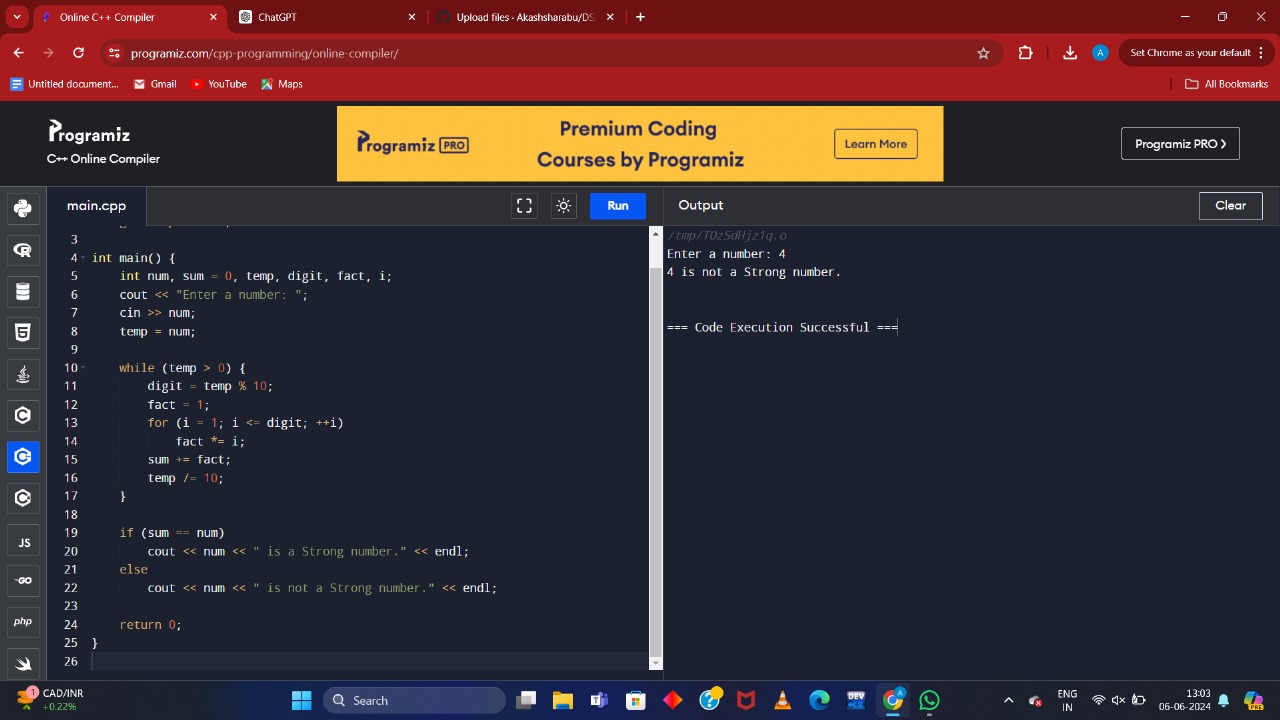 Online C++ Compiler
ChatGPT
Upload files · Akashsharabu/DS
programiz.com/cpp-programming/online-compiler/
Set Chrome as your default
Untitled document...
Gmail
YouTube
Maps
All Bookmarks
Programiz
C++ Online Compiler
Programiz PRO
Premium Coding
Courses by Programiz
Learn More
Programiz PRO ❯
main.cpp
Run
Output
Clear
3
4 int main() {
5     int num, sum = 0, temp, digit, fact, i;
6     cout << "Enter a number: ";
7     cin >> num;
8     temp = num;
9
10     while (temp > 0) {
11         digit = temp % 10;
12         fact = 1;
13         for (i = 1; i <= digit; ++i)
14             fact *= i;
15         sum += fact;
16         temp /= 10;
17     }
18
19     if (sum == num)
20         cout << num << " is a Strong number." << endl;
21     else
22         cout << num << " is not a Strong number." << endl;
23
24     return 0;
25 }
26
/tmp/TOzSdHjz1q.o
Enter a number: 4
4 is not a Strong number.
=== Code Execution Successful ===
JS
GO
php
1
CAD/INR
+0.22%
Search
DEV
A
ENG
IN
13:03
06-06-2024